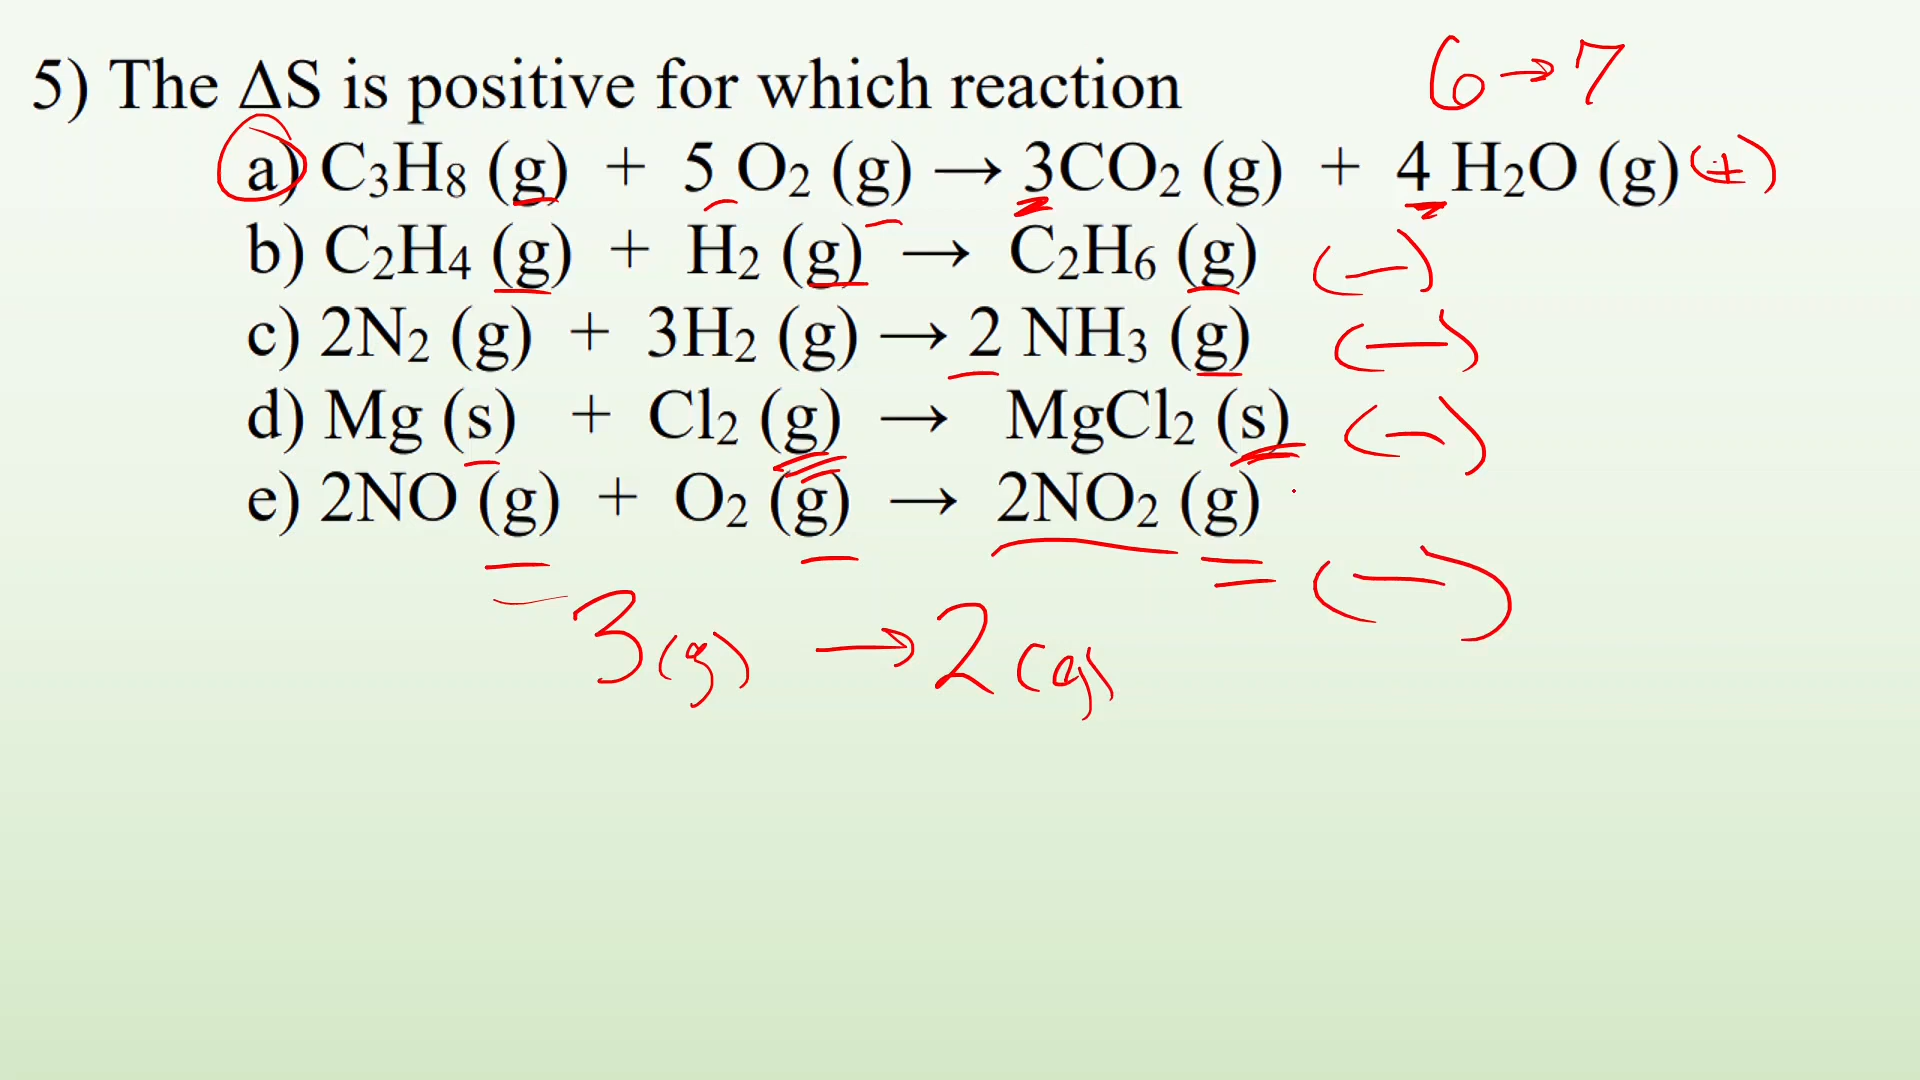 5) The ΔS is positive for which reaction 6 → 7
a) C₃H₈ (g) + 5 O₂ (g) → 3CO₂ (g) + 4 H₂O (g) (+)
b) C₂H₄ (g) + H₂ (g) → C₂H₆ (g) (−)
c) 2N₂ (g) + 3H₂ (g) → 2 NH₃ (g) (−)
d) Mg (s) + Cl₂ (g) → MgCl₂ (s) (−)
e) 2NO (g) + O₂ (g) → 2NO₂ (g) (−)
3(g) → 2(g)